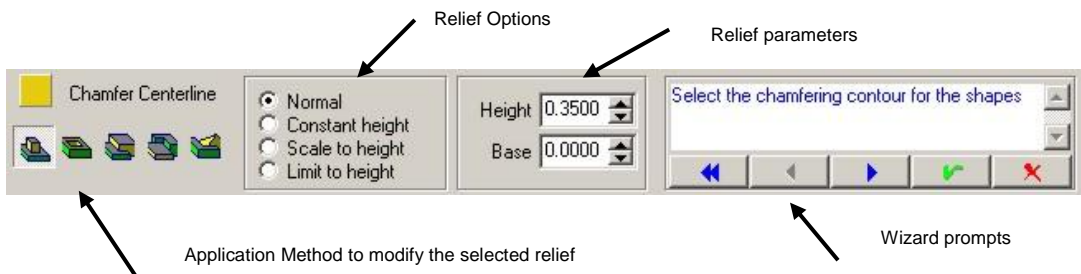 Relief Options
Relief parameters
Chamfer Centerline
Normal
Constant height
Scale to height
Limit to height
Height 0.3500
Base 0.0000
Select the chamfering contour for the shapes
Application Method to modify the selected relief
Wizard prompts